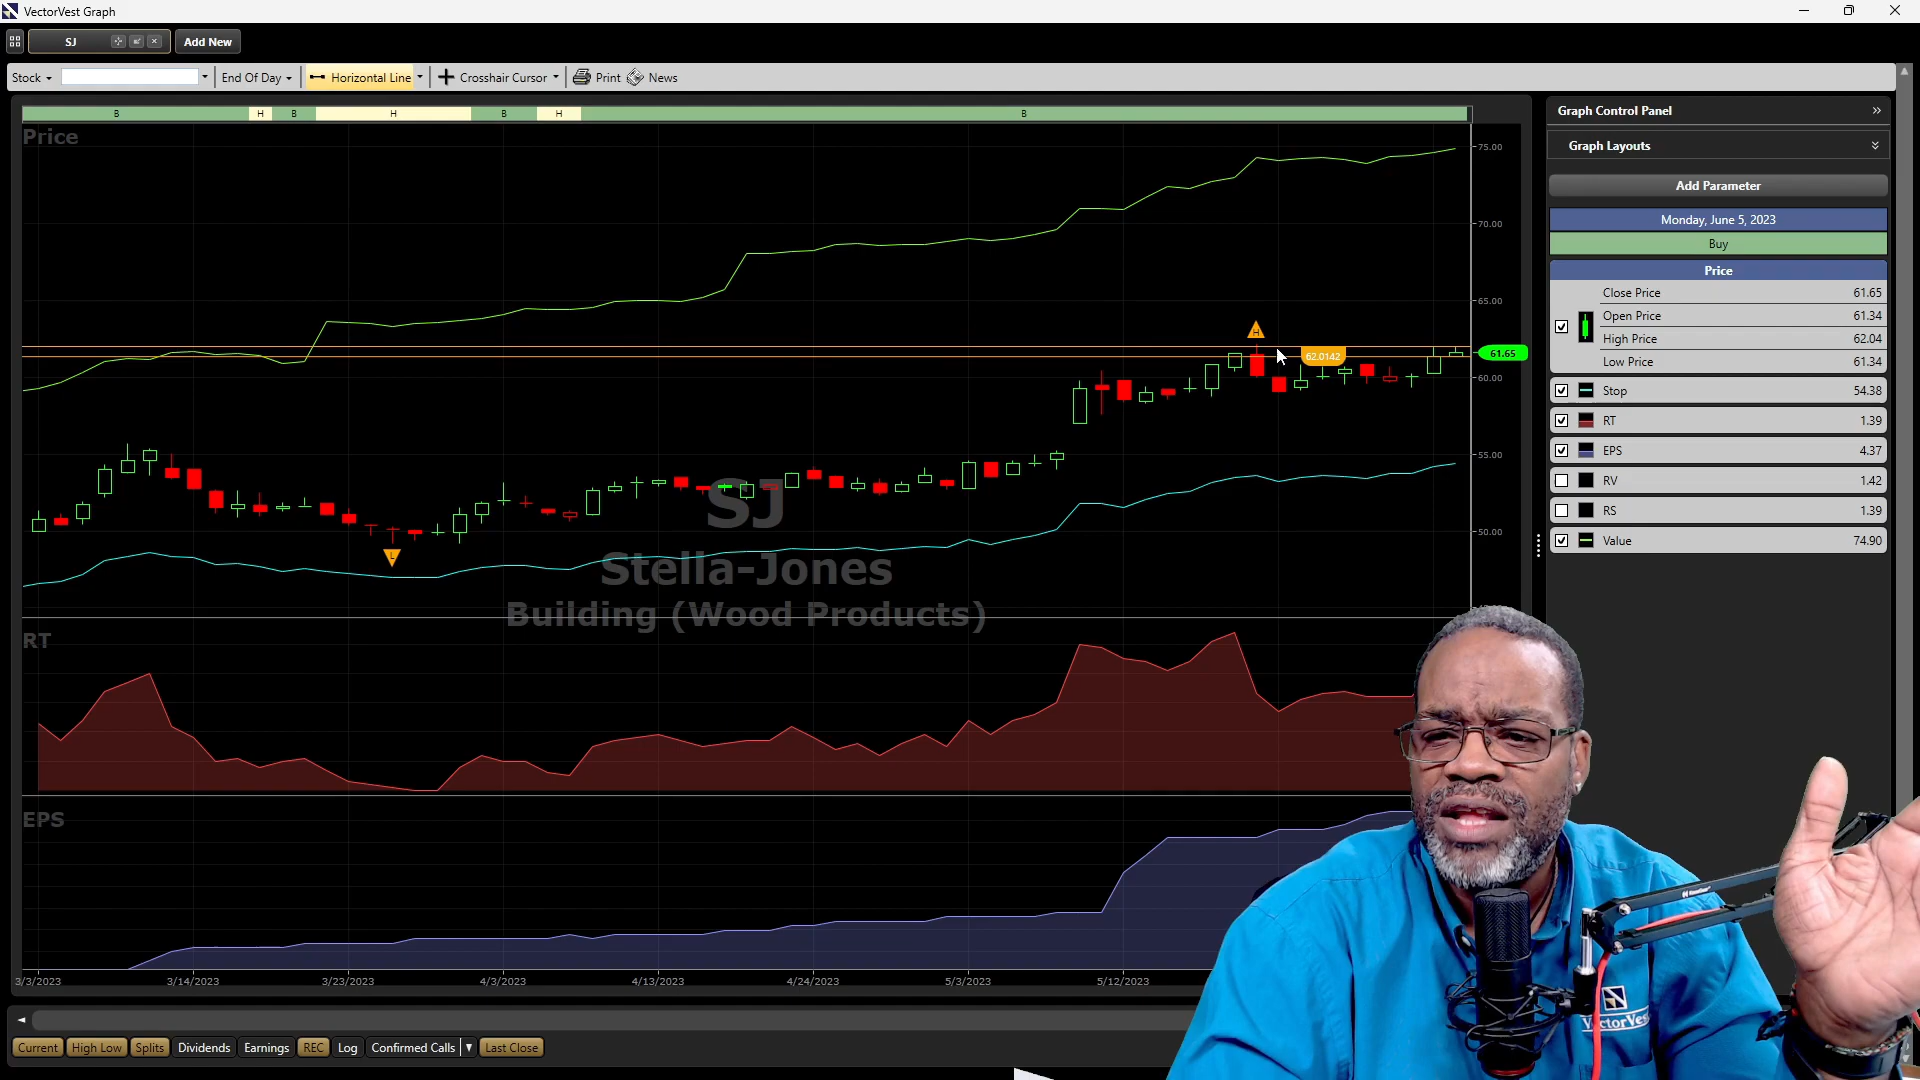 VectorVest Graph
SJ
Add New
Stock
End Of Day
Horizontal Line
Crosshair Cursor
Print
News
B H B H B H B
Price
75.00
70.00
65.00
60.00
55.00
50.00
H
62.0142
61.65
L
SJ
Stella-Jones
Building (Wood Products)
RT
EPS
3/3/2023 3/14/2023 3/23/2023 4/3/2023 4/13/2023 4/24/2023 5/3/2023 5/12/2023
Current High Low Splits Dividends Earnings REC Log Confirmed Calls Last Close
Graph Control Panel
Graph Layouts
Add Parameter
Monday, June 5, 2023
Buy
Price
Close Price 61.65
Open Price 61.34
High Price 62.04
Low Price 61.34
Stop 54.38
RT 1.39
EPS 4.37
RV 1.42
RS 1.39
Value 74.90
VectorVest